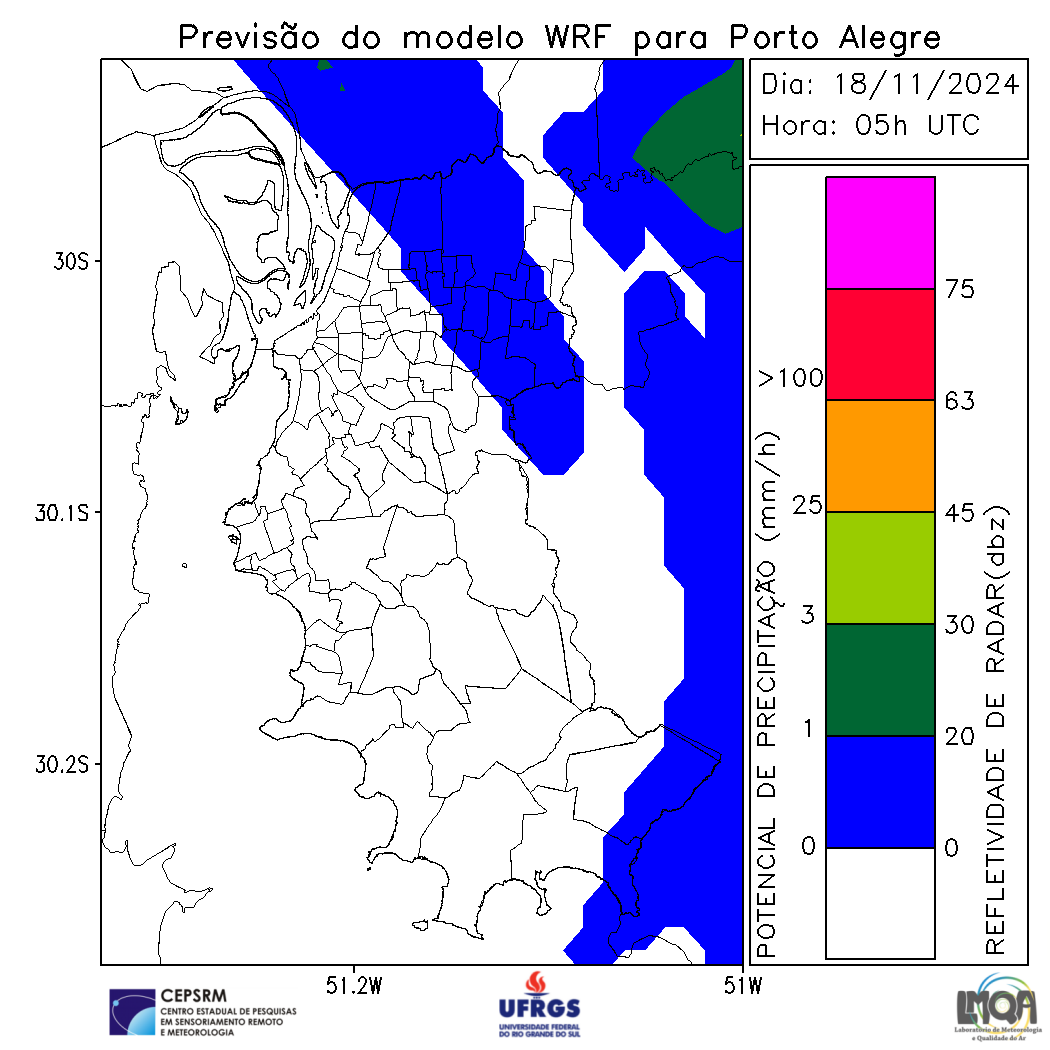 Previsão do modelo WRF para Porto Alegre
Dia: 18/11/2024
Hora: 05h UTC
30S
30.1S
30.2S
51.2W
51W
POTENCIAL DE PRECIPITAÇÃO (mm/h)
>100
25
3
1
0
75
63
45
30
20
0
REFLETIVIDADE DE RADAR(dbz)
CEPSRM
CENTRO ESTADUAL DE PESQUISAS
EM SENSORIAMENTO REMOTO
E METEOROLOGIA
UFRGS
UNIVERSIDADE FEDERAL
DO RIO GRANDE DO SUL
LMQA
Laboratório de Meteorologia
e Qualidade do Ar